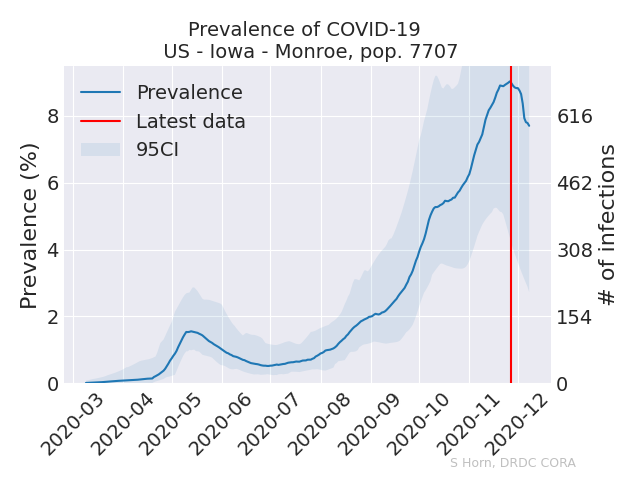 Prevalence of COVID-19
US - Iowa - Monroe, pop. 7707
Prevalence
Latest data
95CI
Prevalence (%)
8
6
4
2
0
616
462
308
154
0
# of infections
2020-03
2020-04
2020-05
2020-06
2020-07
2020-08
2020-09
2020-10
2020-11
2020-12
S Horn, DRDC CORA